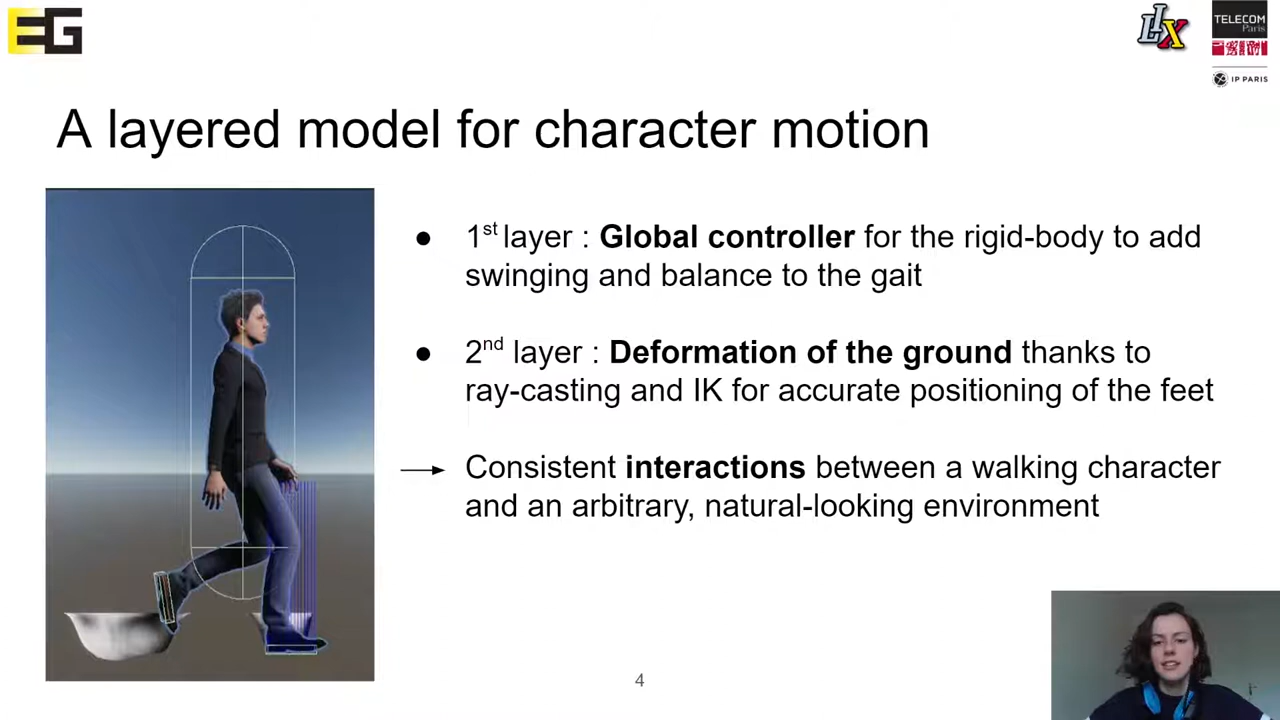 EG
LIX
TELECOM
Paris
IP PARIS
A layered model for character motion
● 1st layer : Global controller for the rigid-body to add
swinging and balance to the gait
● 2nd layer : Deformation of the ground thanks to
ray-casting and IK for accurate positioning of the feet
→ Consistent interactions between a walking character
and an arbitrary, natural-looking environment
4